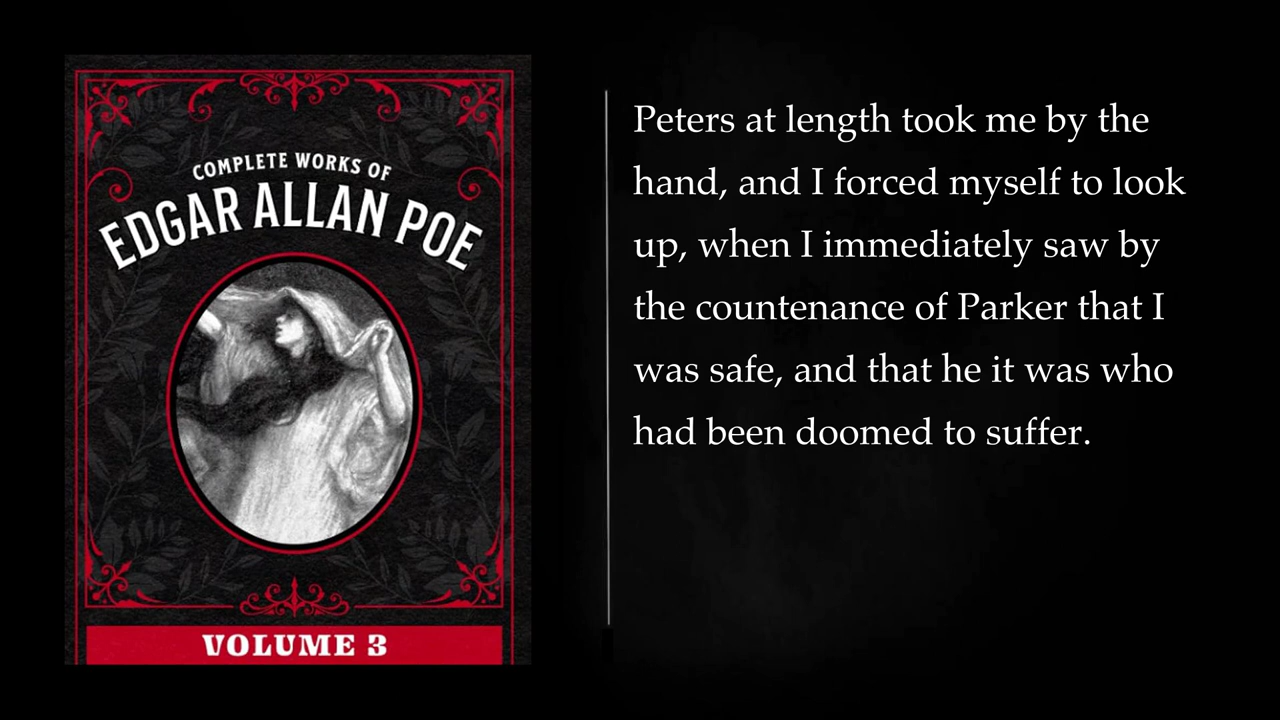 COMPLETE WORKS OF
EDGAR ALLAN POE
VOLUME 3
Peters at length took me by the
hand, and I forced myself to look
up, when I immediately saw by
the countenance of Parker that I
was safe, and that he it was who
had been doomed to suffer.